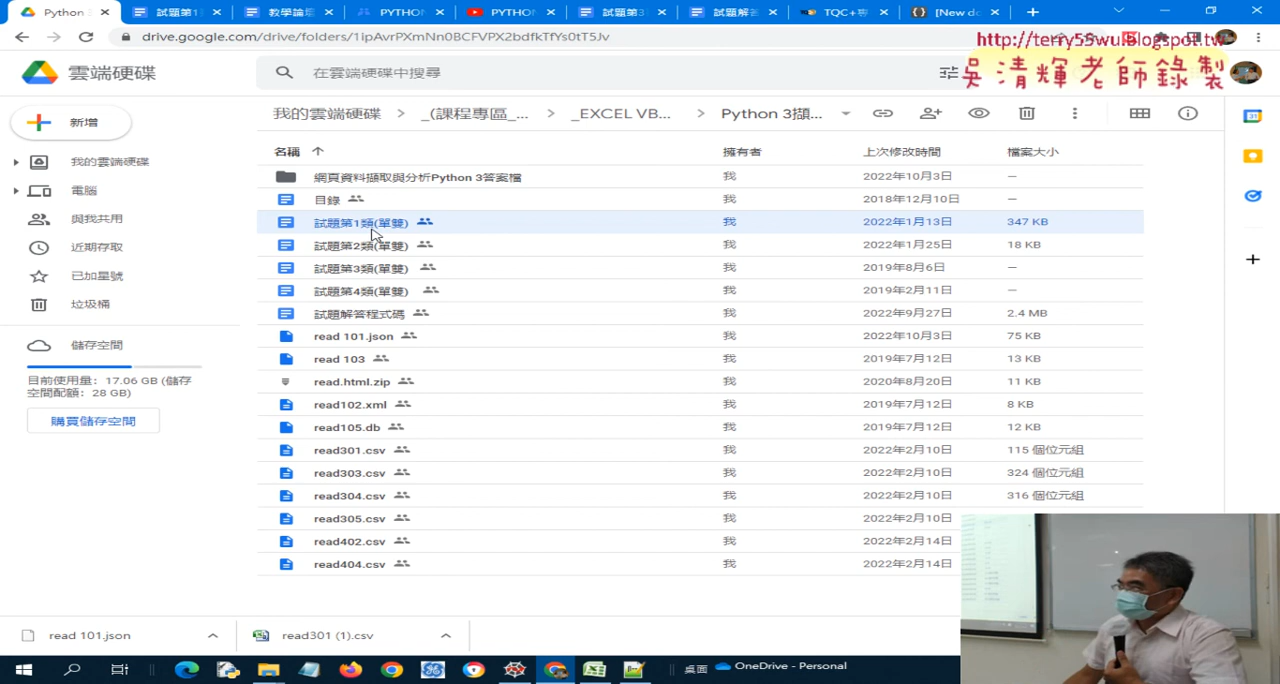 Python 3
試題第1
教學論壇
PYTHON
PYTHON
試題第3
試題解答
TQC+專
[New do
drive.google.com/drive/folders/1ipAvrPXmNn0BCFVPX2bdfkTfYs0tT5Jv
http://terry55wu.blogspot.tw
吳清輝老師錄製
雲端硬碟
在雲端硬碟中搜尋
新增
我的雲端硬碟
電腦
與我共用
近期存取
已加星號
垃圾桶
儲存空間
目前使用量: 17.06 GB (儲存
空間配額: 28 GB)
購買儲存空間
我的雲端硬碟 > _(課程專區_... > _EXCEL VB... > Python 3擷...
名稱 ↑ 擁有者 上次修改時間 檔案大小
網頁資料擷取與分析Python 3答案檔 我 2022年10月3日 —
目錄 我 2018年12月10日 —
試題第1類(單雙) 我 2022年1月13日 347 KB
試題第2類(單雙) 我 2022年1月25日 18 KB
試題第3類(單雙) 我 2019年8月6日 —
試題第4類(單雙) 我 2019年2月11日 —
試題解答程式碼 我 2022年9月27日 2.4 MB
read 101.json 我 2022年10月3日 75 KB
read 103 我 2019年7月12日 13 KB
read.html.zip 我 2020年8月20日 11 KB
read102.xml 我 2019年7月12日 8 KB
read105.db 我 2019年7月12日 12 KB
read301.csv 我 2022年2月10日 115 個位元組
read303.csv 我 2022年2月10日 324 個位元組
read304.csv 我 2022年2月10日 316 個位元組
read305.csv 我 2022年2月10日
read402.csv 我 2022年2月14日
read404.csv 我 2022年2月14日
read 101.json
read301 (1).csv
桌面
OneDrive - Personal